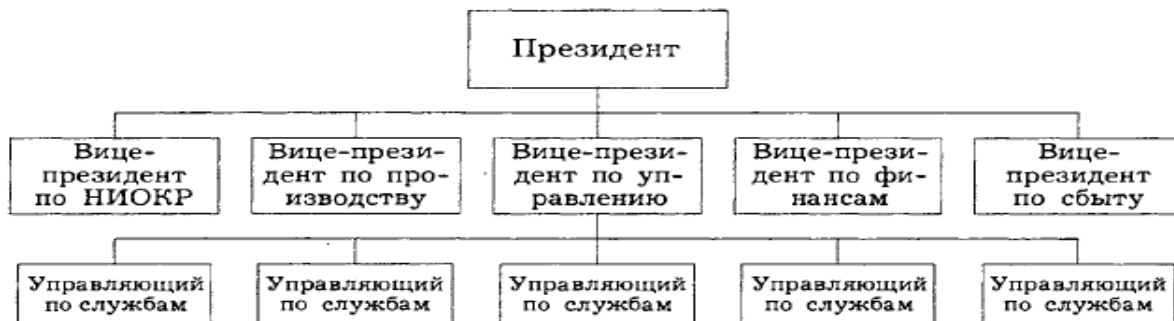 Президент
Вице-
президент
по НИОКР
Вице-прези-
дент по про-
изводству
Вице-прези-
дент по уп-
равлению
Вице-прези-
дент по фи-
нансам
Вице-
президент
по сбыту
Управляющий
по службам
Управляющий
по службам
Управляющий
по службам
Управляющий
по службам
Управляющий
по службам